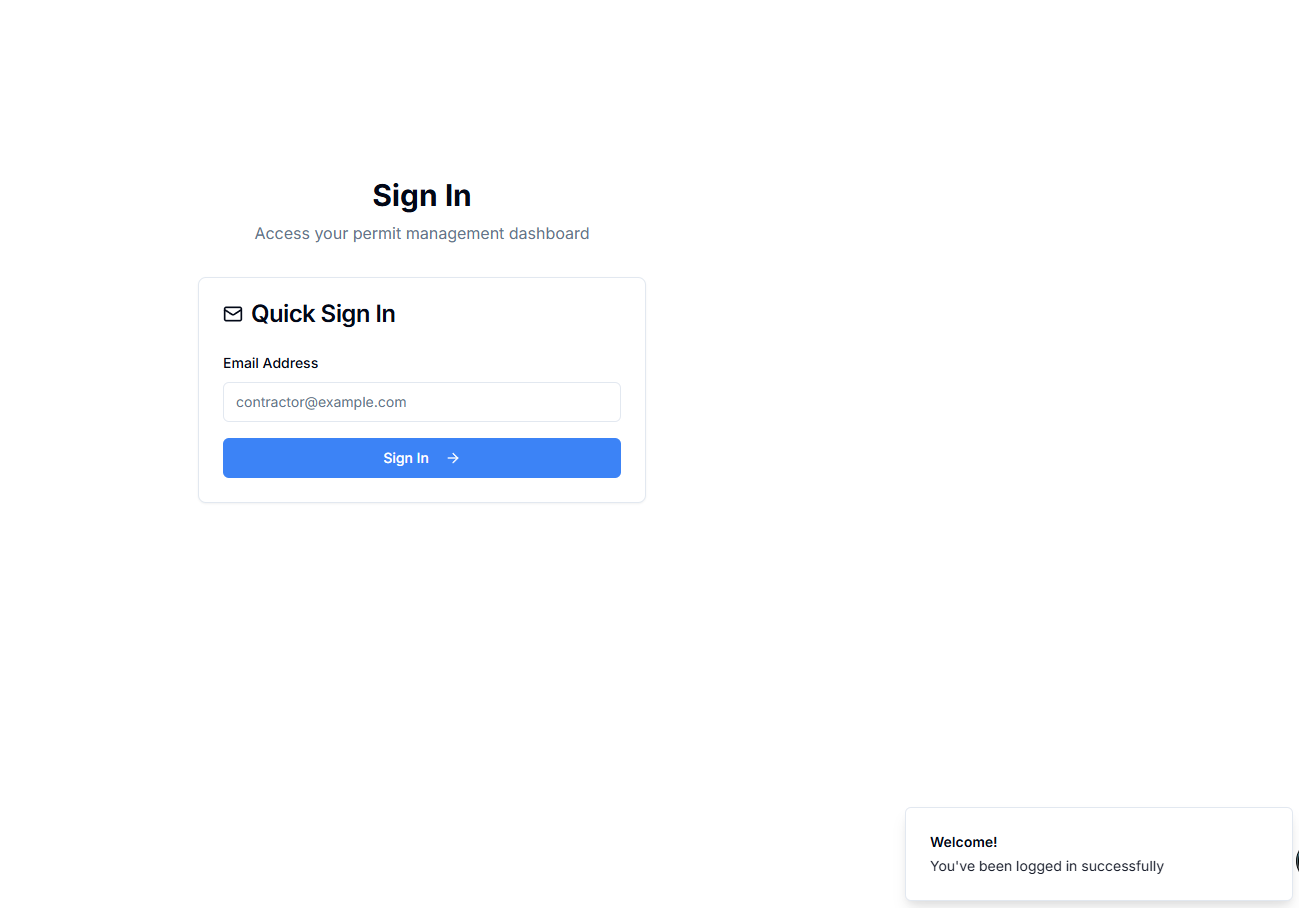 Sign In
Access your permit management dashboard
Quick Sign In
Email Address
contractor@example.com
Sign In
Welcome!
You've been logged in successfully